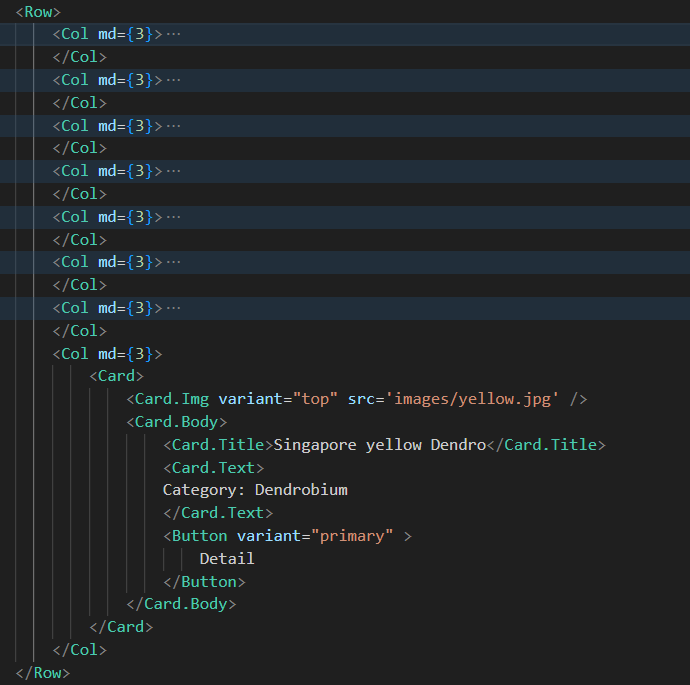 <Row>
<Col md={3}>···
</Col>
<Col md={3}>···
</Col>
<Col md={3}>···
</Col>
<Col md={3}>···
</Col>
<Col md={3}>···
</Col>
<Col md={3}>···
</Col>
<Col md={3}>···
</Col>
<Col md={3}>
<Card>
<Card.Img variant="top" src='images/yellow.jpg' />
<Card.Body>
<Card.Title>Singapore yellow Dendro</Card.Title>
<Card.Text>
Category: Dendrobium
</Card.Text>
<Button variant="primary" >
Detail
</Button>
</Card.Body>
</Card>
</Col>
</Row>